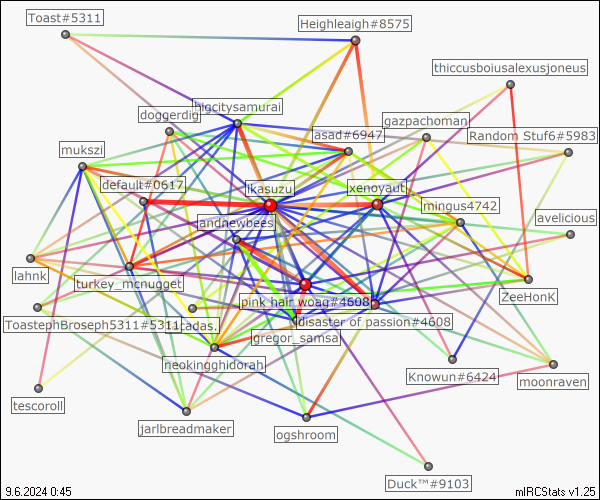 Toast#5311
Heighleigh#8575
thiccusboiusalexusjoneus
bigcitysamurai
doggerdig
gazpachoman
asad#6947
Random Stuf6#5983
mukszi
default#0617
ikasuzu
xenoyaut
mingus4742
andnewbees
avelicious
lahnk
turkey_mcnugget
ZeeHonK
pink hair woag#4608
ToastephBroseph5311#5311
cadas.
disaster of passion#4608
gregor_samsa
neokingghidorah
Knowun#6424
moonraven
tescoroll
jarlbreadmaker
ogshroom
Duck™#9103
9.6.2024 0:45
mIRCStats v1.25